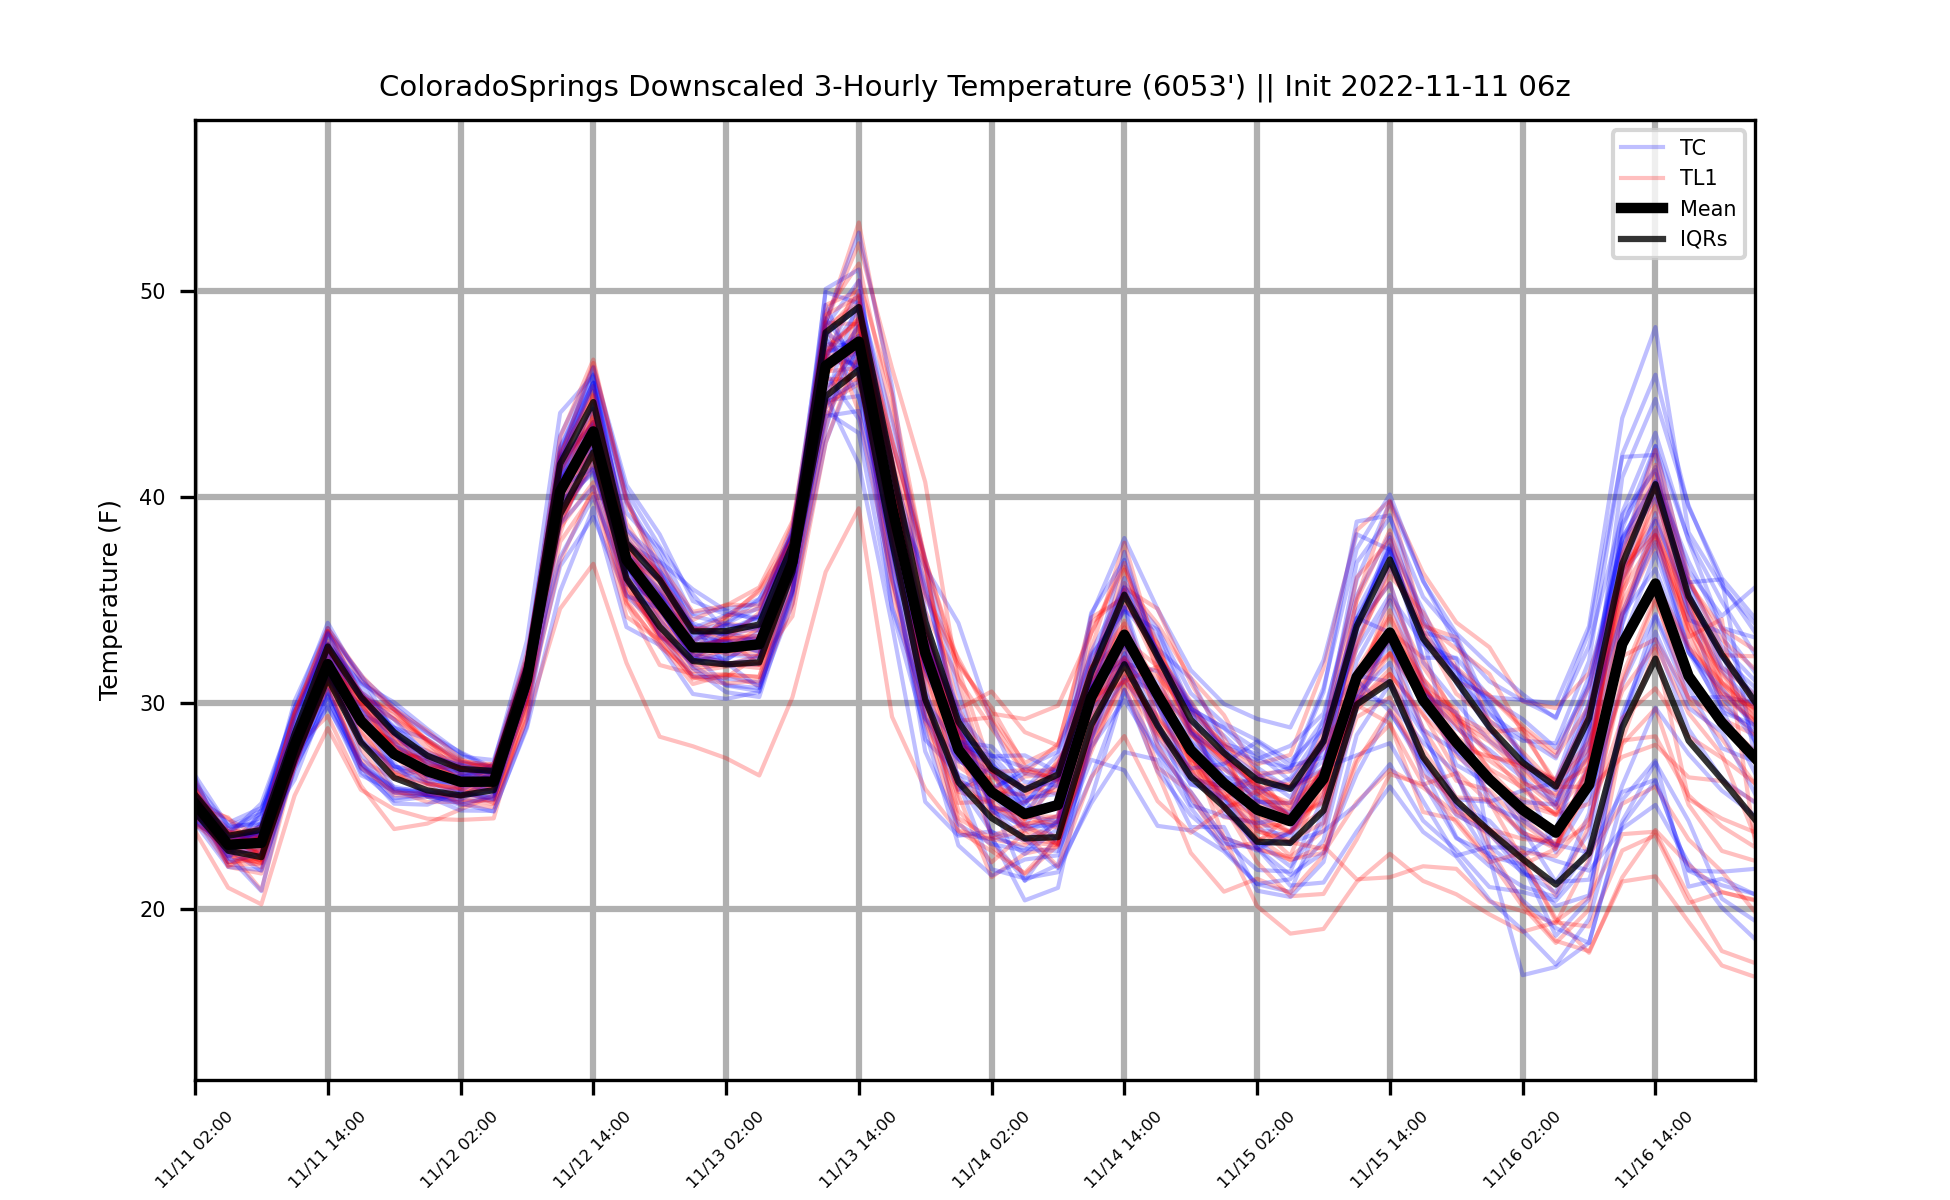 ColoradoSprings Downscaled 3-Hourly Temperature (6053') || Init 2022-11-11 06z
TC
TL1
Mean
IQRs
Temperature (F)
50
40
30
20
11/11 02:00
11/11 14:00
11/12 02:00
11/12 14:00
11/13 02:00
11/13 14:00
11/14 02:00
11/14 14:00
11/15 02:00
11/15 14:00
11/16 02:00
11/16 14:00